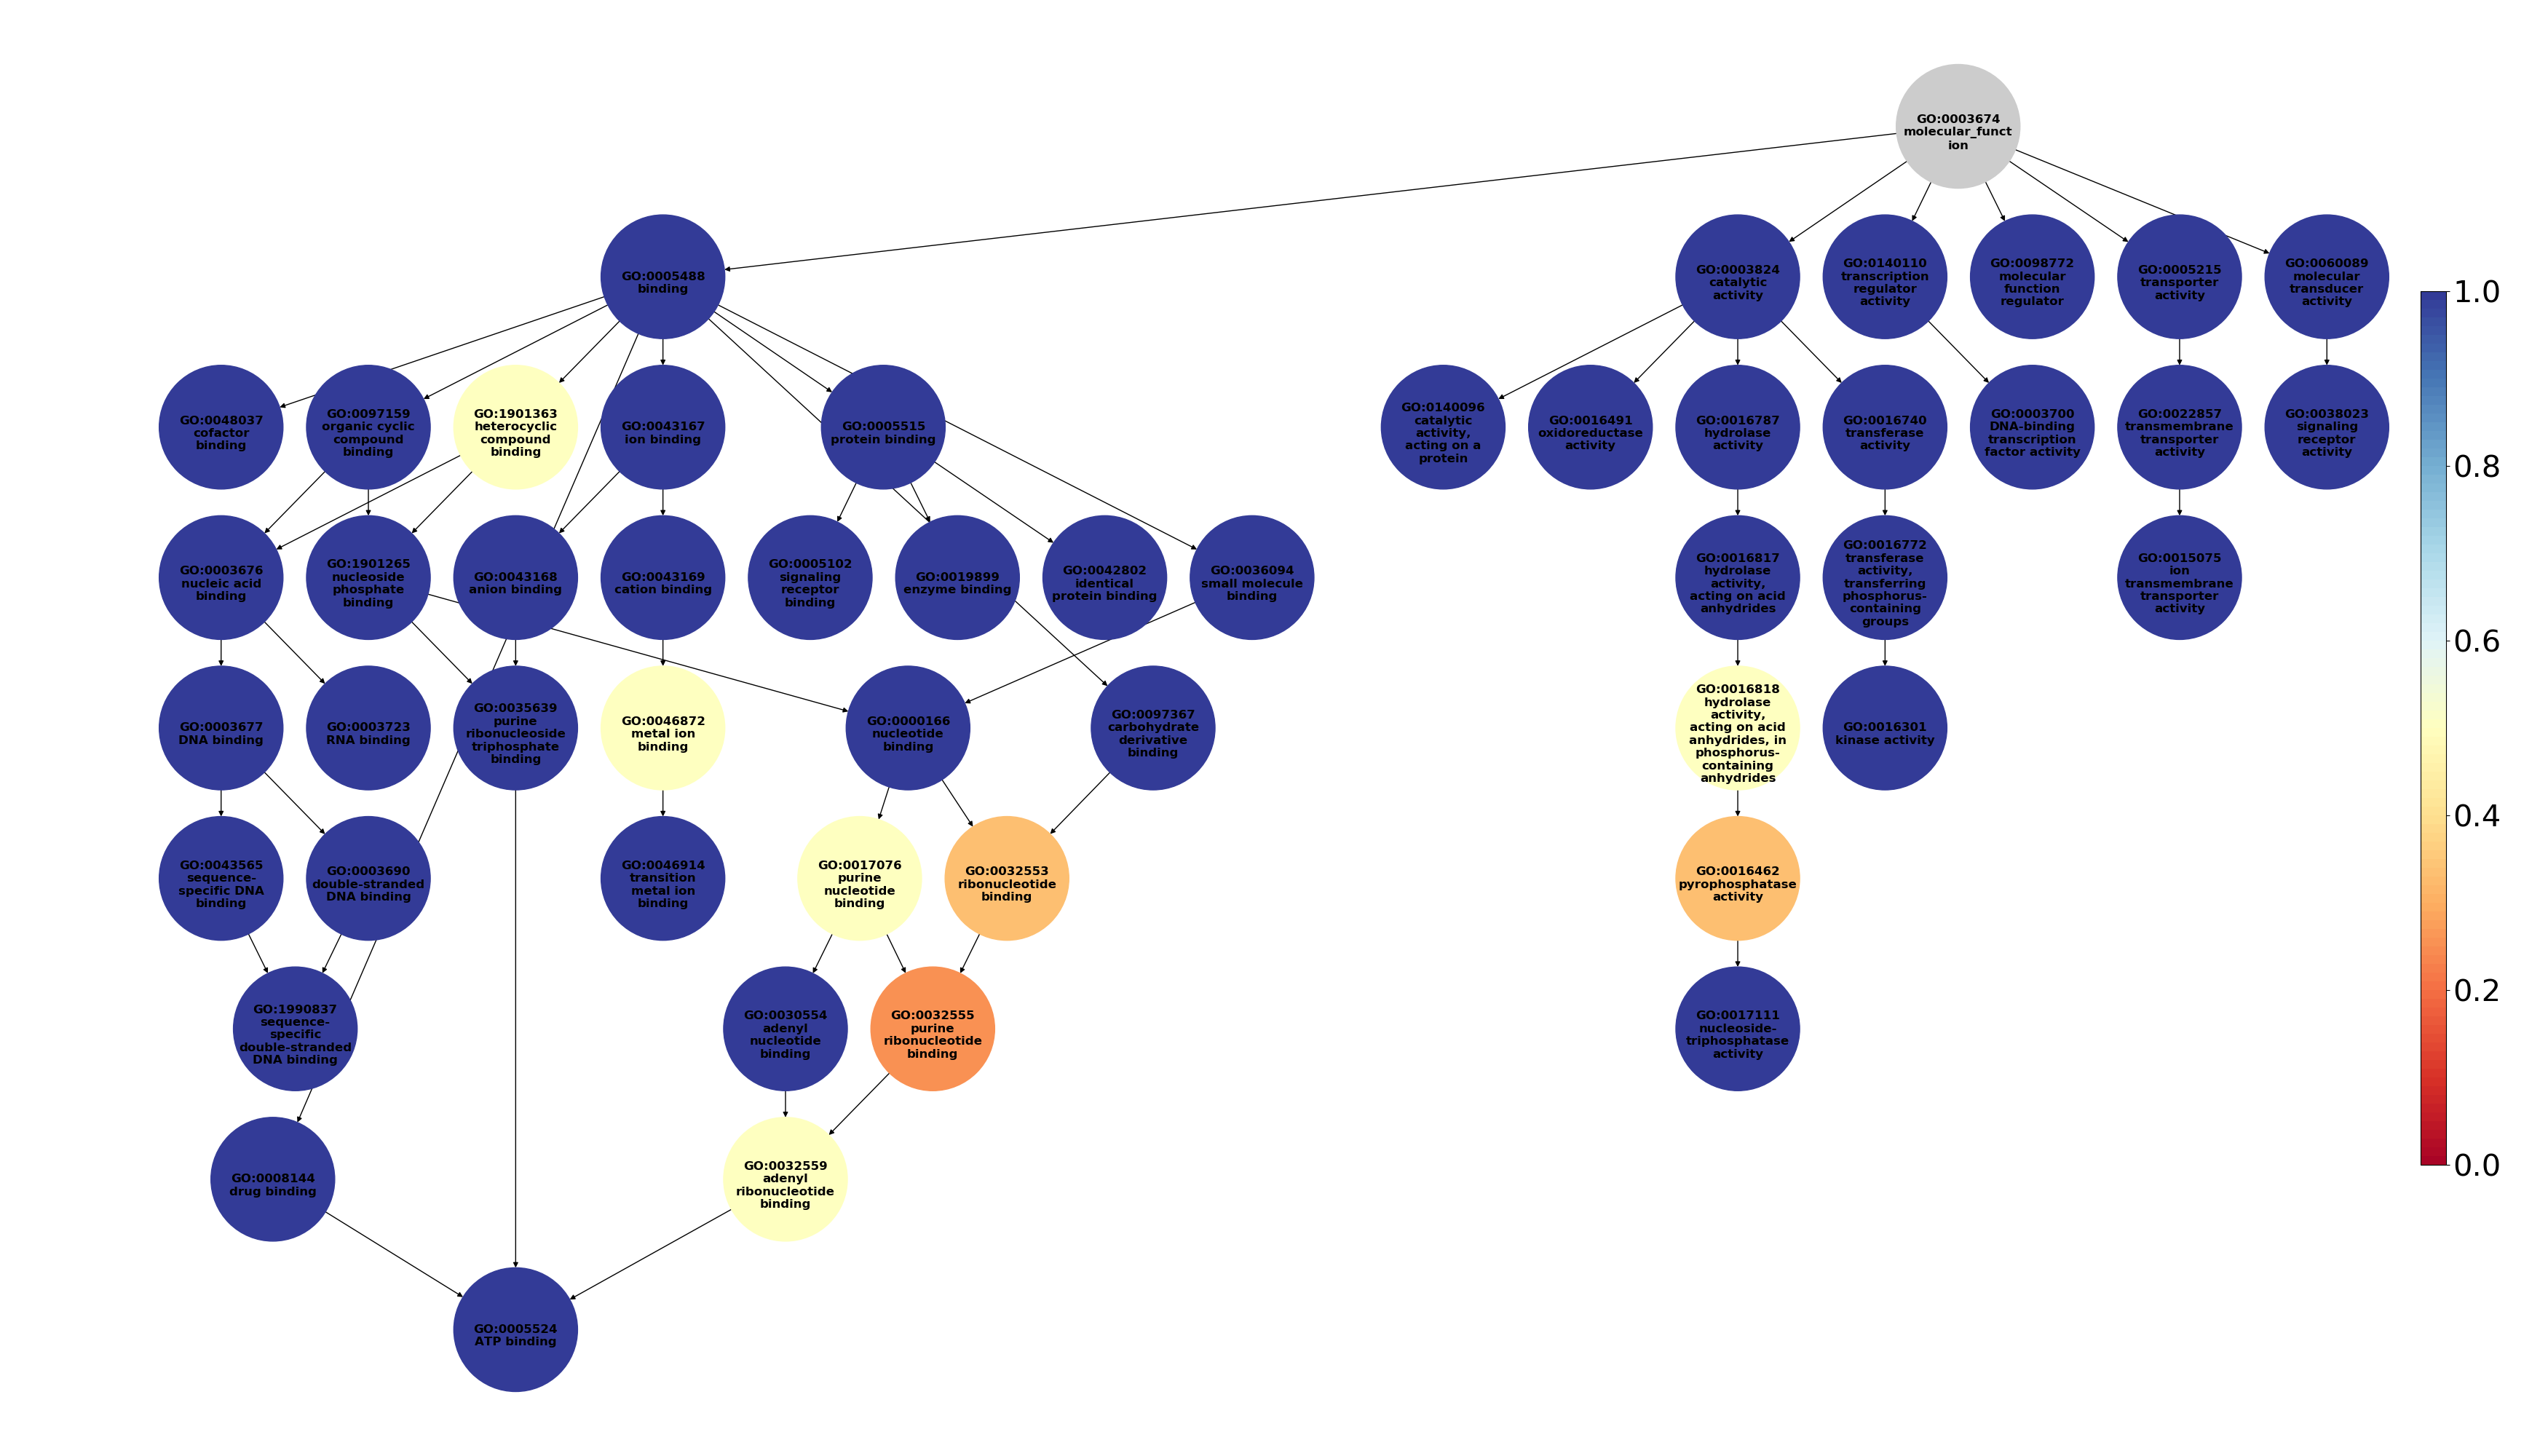 GO:0003674
molecular_funct
ion
GO:0005488
binding
GO:0003824
catalytic
activity
GO:0140110
transcription
regulator
activity
GO:0098772
molecular
function
regulator
GO:0005215
transporter
activity
GO:0060089
molecular
transducer
activity
GO:0048037
cofactor
binding
GO:0097159
organic cyclic
compound
binding
GO:1901363
heterocyclic
compound
binding
GO:0043167
ion binding
GO:0005515
protein binding
GO:0140096
catalytic
activity,
acting on a
protein
GO:0016491
oxidoreductase
activity
GO:0016787
hydrolase
activity
GO:0016740
transferase
activity
GO:0003700
DNA-binding
transcription
factor activity
GO:0022857
transmembrane
transporter
activity
GO:0038023
signaling
receptor
activity
GO:0003676
nucleic acid
binding
GO:1901265
nucleoside
phosphate
binding
GO:0043168
anion binding
GO:0043169
cation binding
GO:0005102
signaling
receptor
binding
GO:0019899
enzyme binding
GO:0042802
identical
protein binding
GO:0036094
small molecule
binding
GO:0016817
hydrolase
activity,
acting on acid
anhydrides
GO:0016772
transferase
activity,
transferring
phosphorus-
containing
groups
GO:0015075
ion
transmembrane
transporter
activity
GO:0003677
DNA binding
GO:0003723
RNA binding
GO:0035639
purine
ribonucleoside
triphosphate
binding
GO:0046872
metal ion
binding
GO:0000166
nucleotide
binding
GO:0097367
carbohydrate
derivative
binding
GO:0016818
hydrolase
activity,
acting on acid
anhydrides, in
phosphorus-
containing
anhydrides
GO:0016301
kinase activity
GO:0043565
sequence-
specific DNA
binding
GO:0003690
double-stranded
DNA binding
GO:0046914
transition
metal ion
binding
GO:0017076
purine
nucleotide
binding
GO:0032553
ribonucleotide
binding
GO:0016462
pyrophosphatase
activity
GO:1990837
sequence-
specific
double-stranded
DNA binding
GO:0030554
adenyl
nucleotide
binding
GO:0032555
purine
ribonucleotide
binding
GO:0017111
nucleoside-
triphosphatase
activity
GO:0008144
drug binding
GO:0032559
adenyl
ribonucleotide
binding
GO:0005524
ATP binding
1.0
0.8
0.6
0.4
0.2
0.0